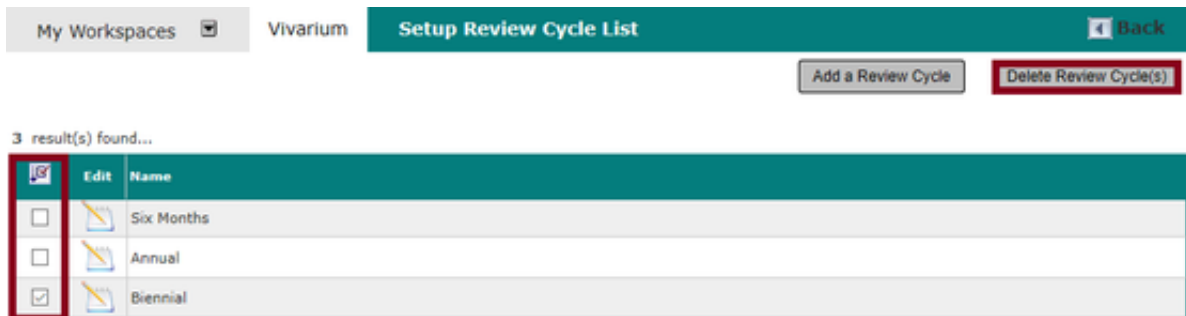 My Workspaces Vivarium Setup Review Cycle List Back
Add a Review Cycle Delete Review Cycle(s)
3 result(s) found...
Edit Name
Six Months
Annual
Biennial